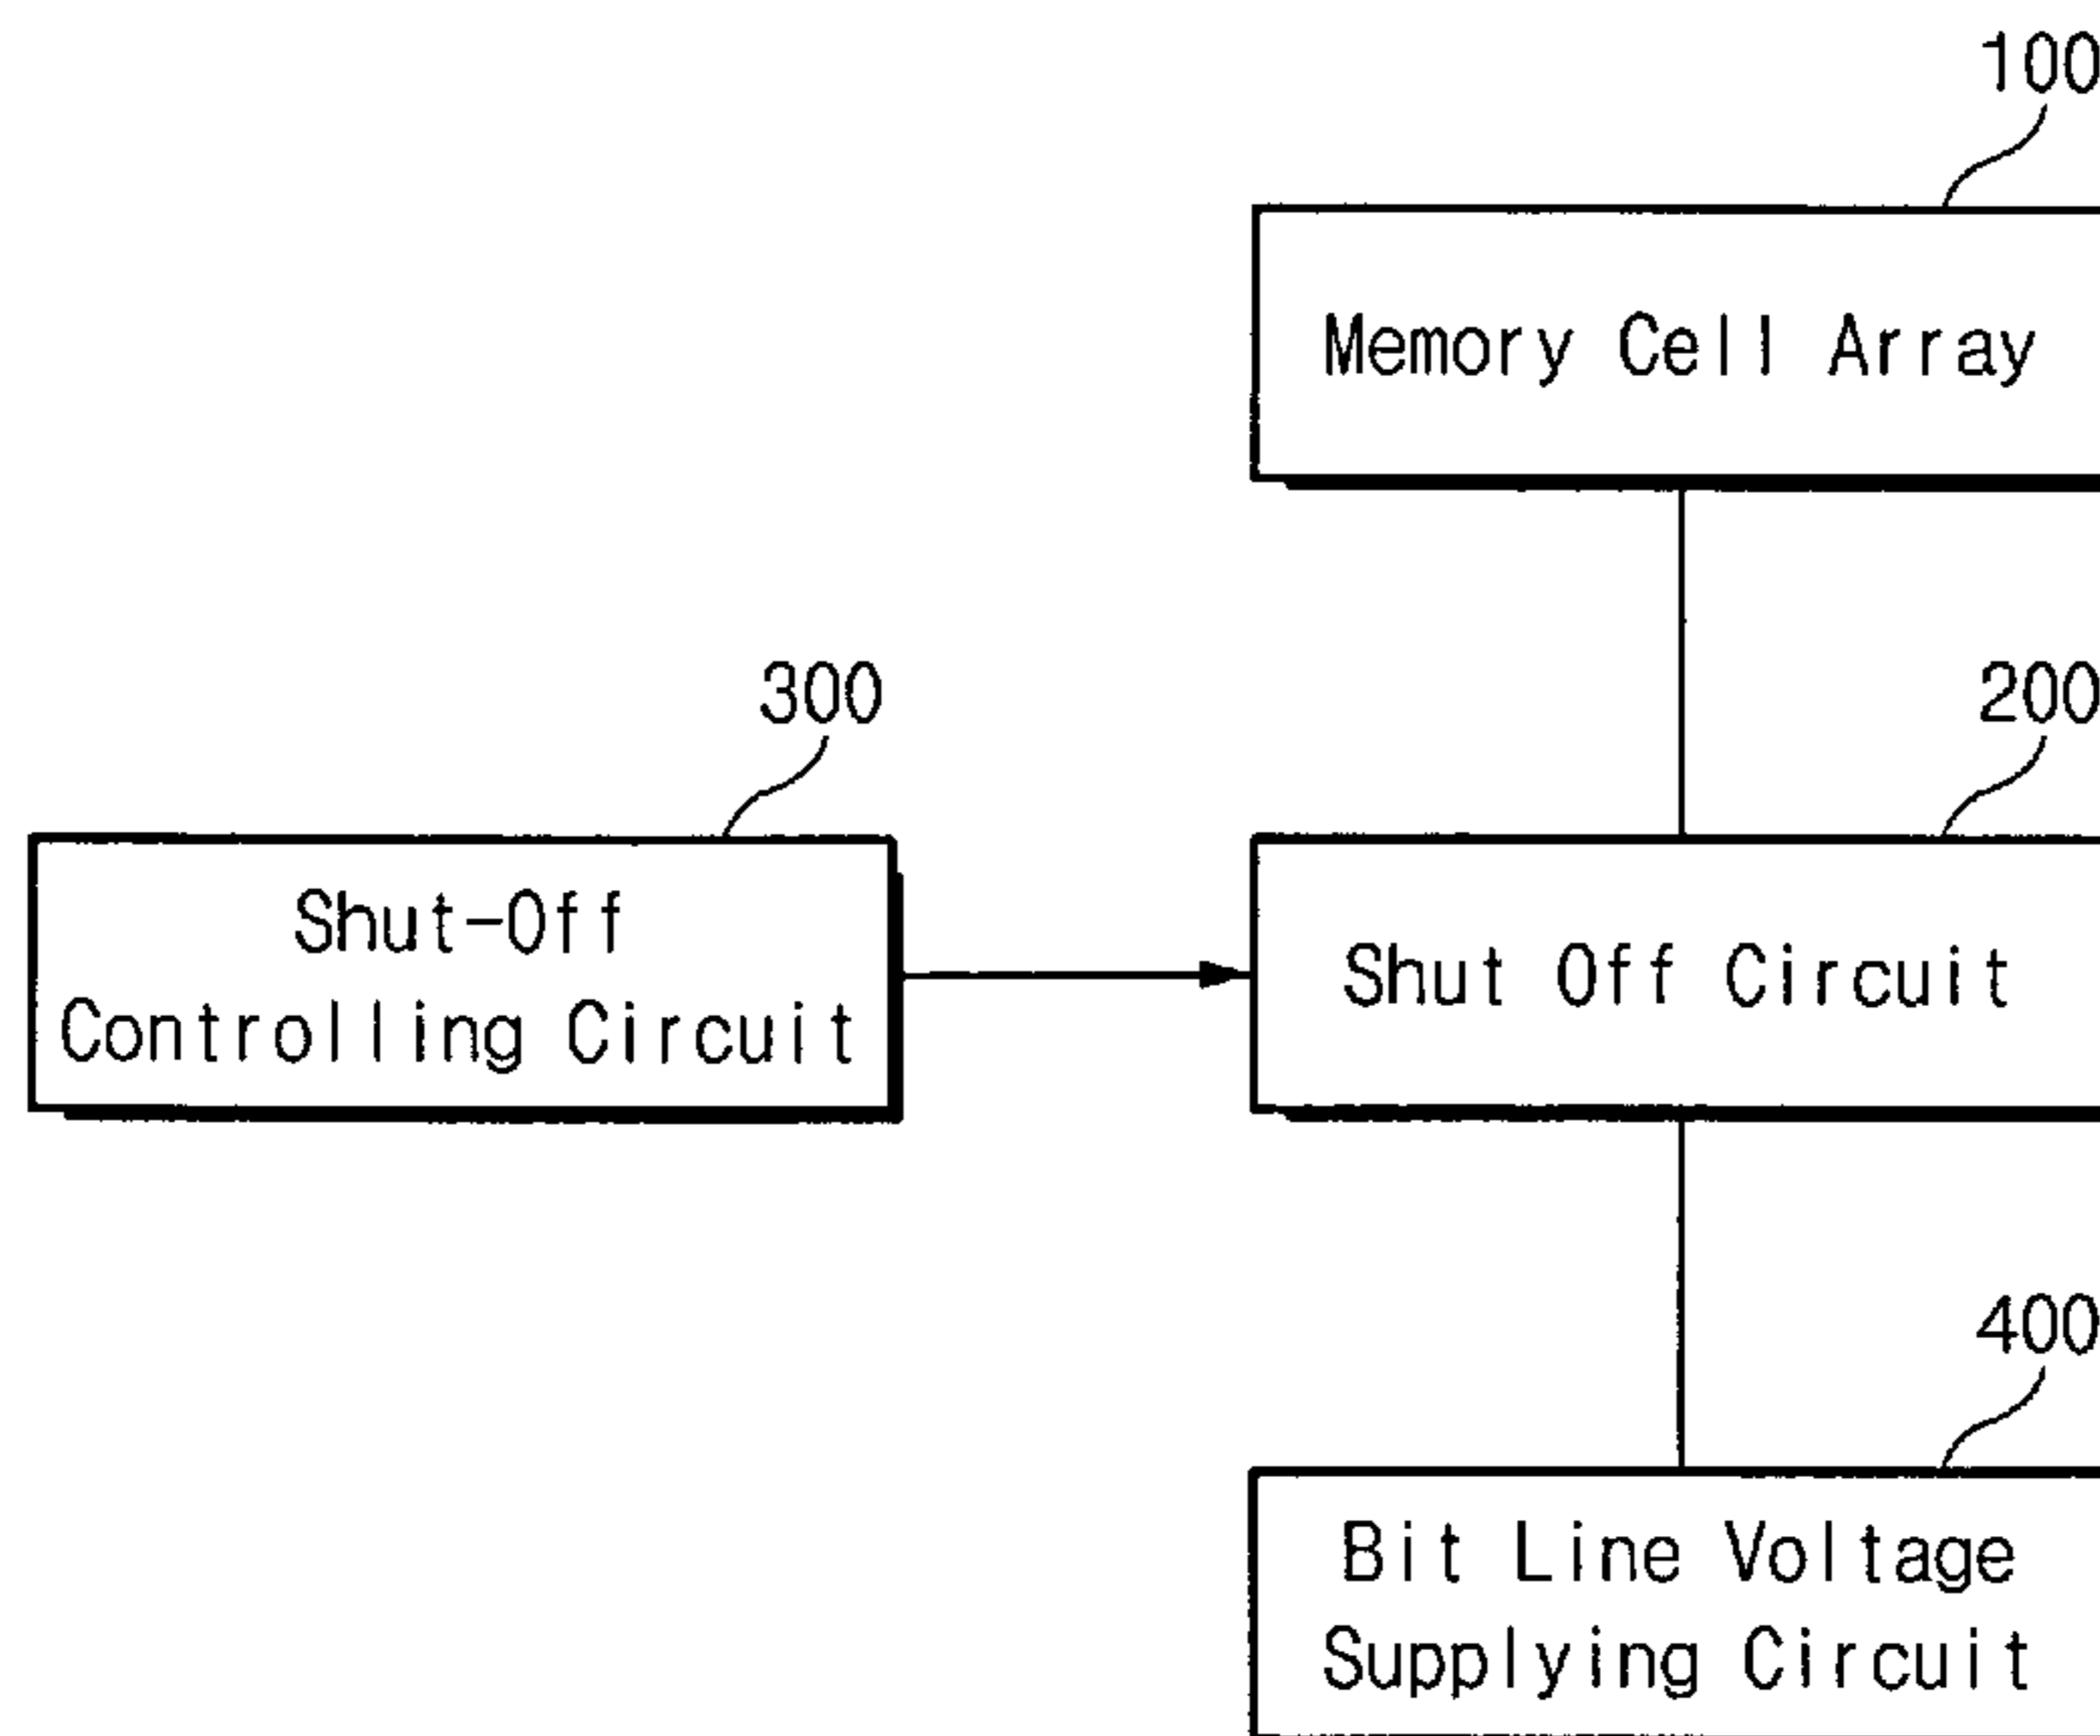 100
Memory Cell Array
300
200
Shut-Off
Controlling Circuit
Shut Off Circuit
400
Bit Line Voltage
Supplying Circuit